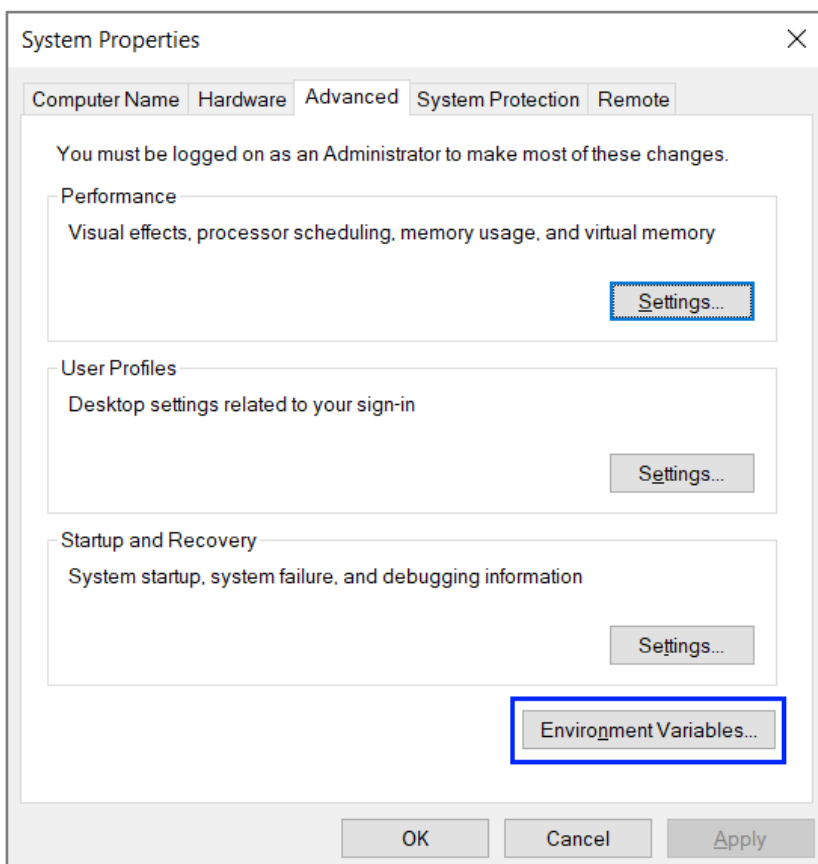 System Properties
Computer Name Hardware Advanced System Protection Remote
You must be logged on as an Administrator to make most of these changes.
Performance
Visual effects, processor scheduling, memory usage, and virtual memory
Settings...
User Profiles
Desktop settings related to your sign-in
Settings...
Startup and Recovery
System startup, system failure, and debugging information
Settings...
Environment Variables...
OK Cancel Apply